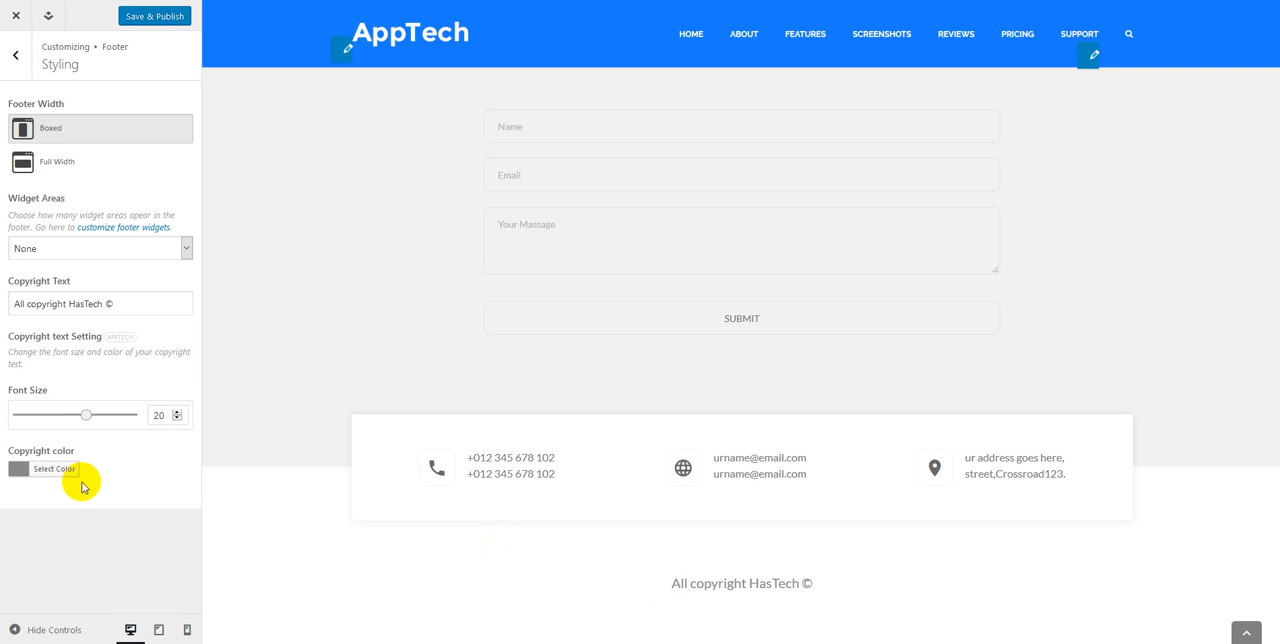 Save & Publish
Customizing • Footer
Styling
Footer Width
Boxed
Full Width
Widget Areas
Choose how many widget areas apear in the
footer. Go here to customize footer widgets.
None
Copyright Text
All copyright HasTech ©
Copyright text Setting APPTECH
Change the font size and color of your copyright
test.
Font Size
20
Copyright color
Select Color
Hide Controls
AppTech
HOME ABOUT FEATURES SCREENSHOTS REVIEWS PRICING SUPPORT
Name
Email
Your Massage
SUBMIT
+012 345 678 102
+012 345 678 102
urname@email.com
urname@email.com
ur address goes here,
street,Crossroad123.
All copyright HasTech ©